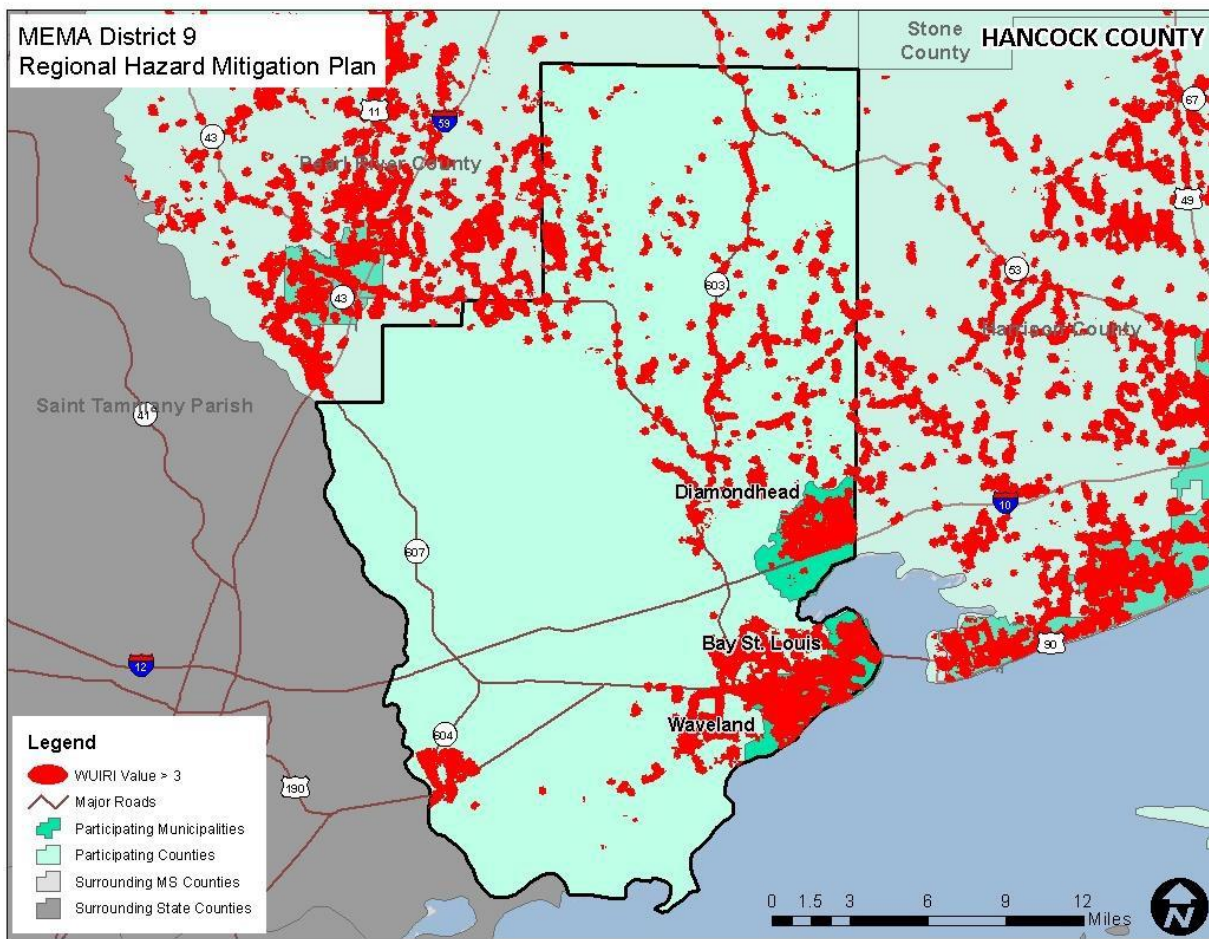 MEMA District 9
Regional Hazard Mitigation Plan
Stone
County
HANCOCK COUNTY
67
11
43
59
Pearl River County
49
43
53
603
Harrison County
Saint Tammany Parish
41
Diamondhead
10
607
Bay St. Louis
90
12
Waveland
604
190
Legend
WUIRI Value > 3
Major Roads
Participating Municipalities
Participating Counties
Surrounding MS Counties
Surrounding State Counties
0 1.5 3 6 9 12
Miles
N